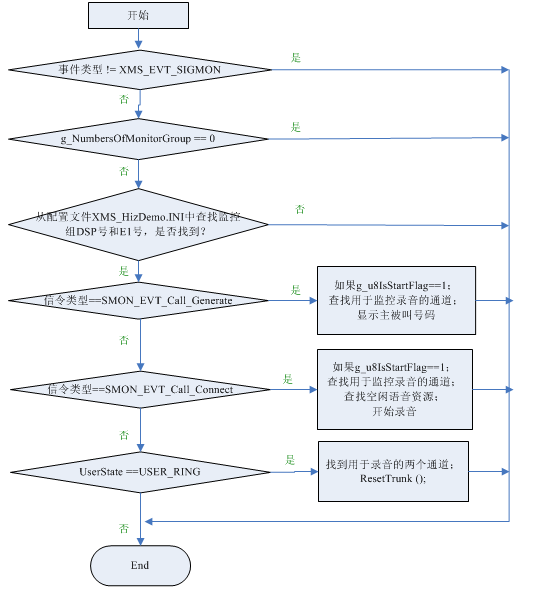 开始
事件类型 != XMS_EVT_SIGMON
是
否
g_NumbersOfMonitorGroup == 0
是
否
从配置文件XMS_HizDemo.INI中查找监控
组DSP号和E1号，是否找到？
否
是
信令类型==SMON_EVT_Call_Generate
是
如果g_u8IsStartFlag==1；
查找用于监控录音的通道；
显示主被叫号码
否
信令类型==SMON_EVT_Call_Connect
是
如果g_u8IsStartFlag==1；
查找用于监控录音的通道；
查找空闲语音资源；
开始录音
否
UserState ==USER_RING
是
找到用于录音的两个通道；
ResetTrunk ();
否
End